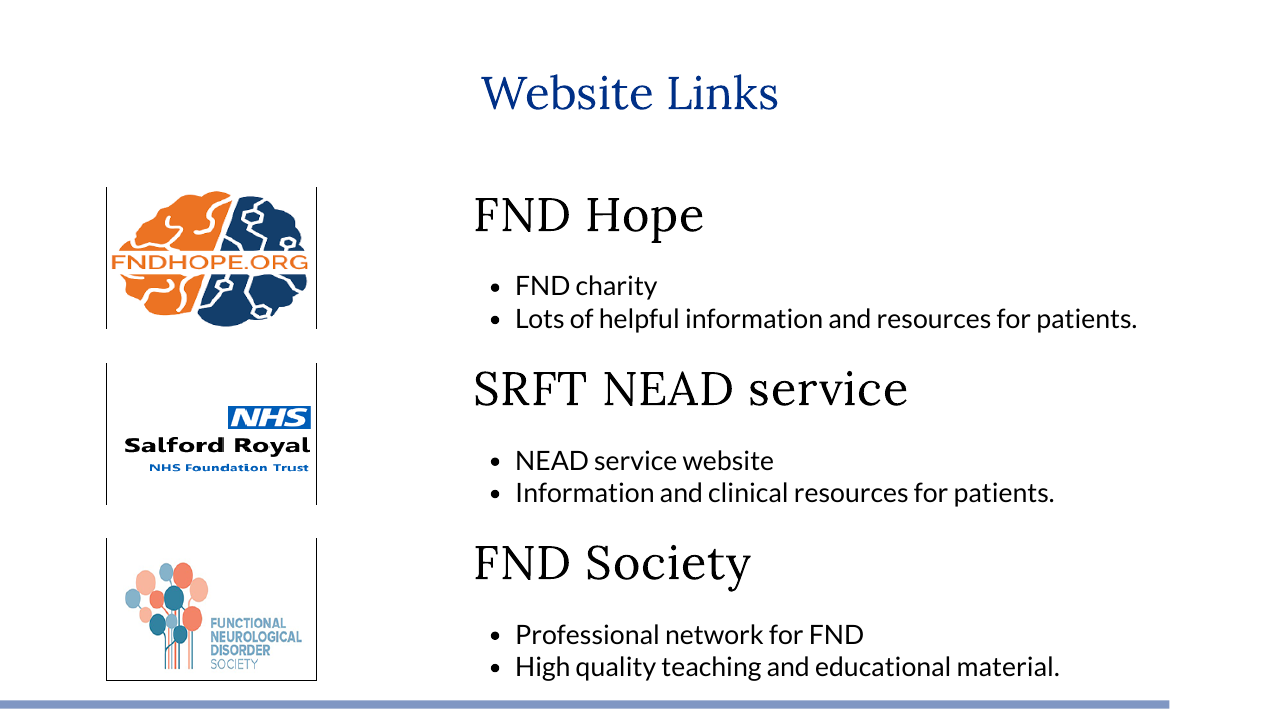 Website Links
FNDHOPE.ORG
FND Hope
• FND charity
• Lots of helpful information and resources for patients.
NHS
Salford Royal
NHS Foundation Trust
SRFT NEAD service
• NEAD service website
• Information and clinical resources for patients.
FUNCTIONAL
NEUROLOGICAL
DISORDER
SOCIETY
FND Society
• Professional network for FND
• High quality teaching and educational material.